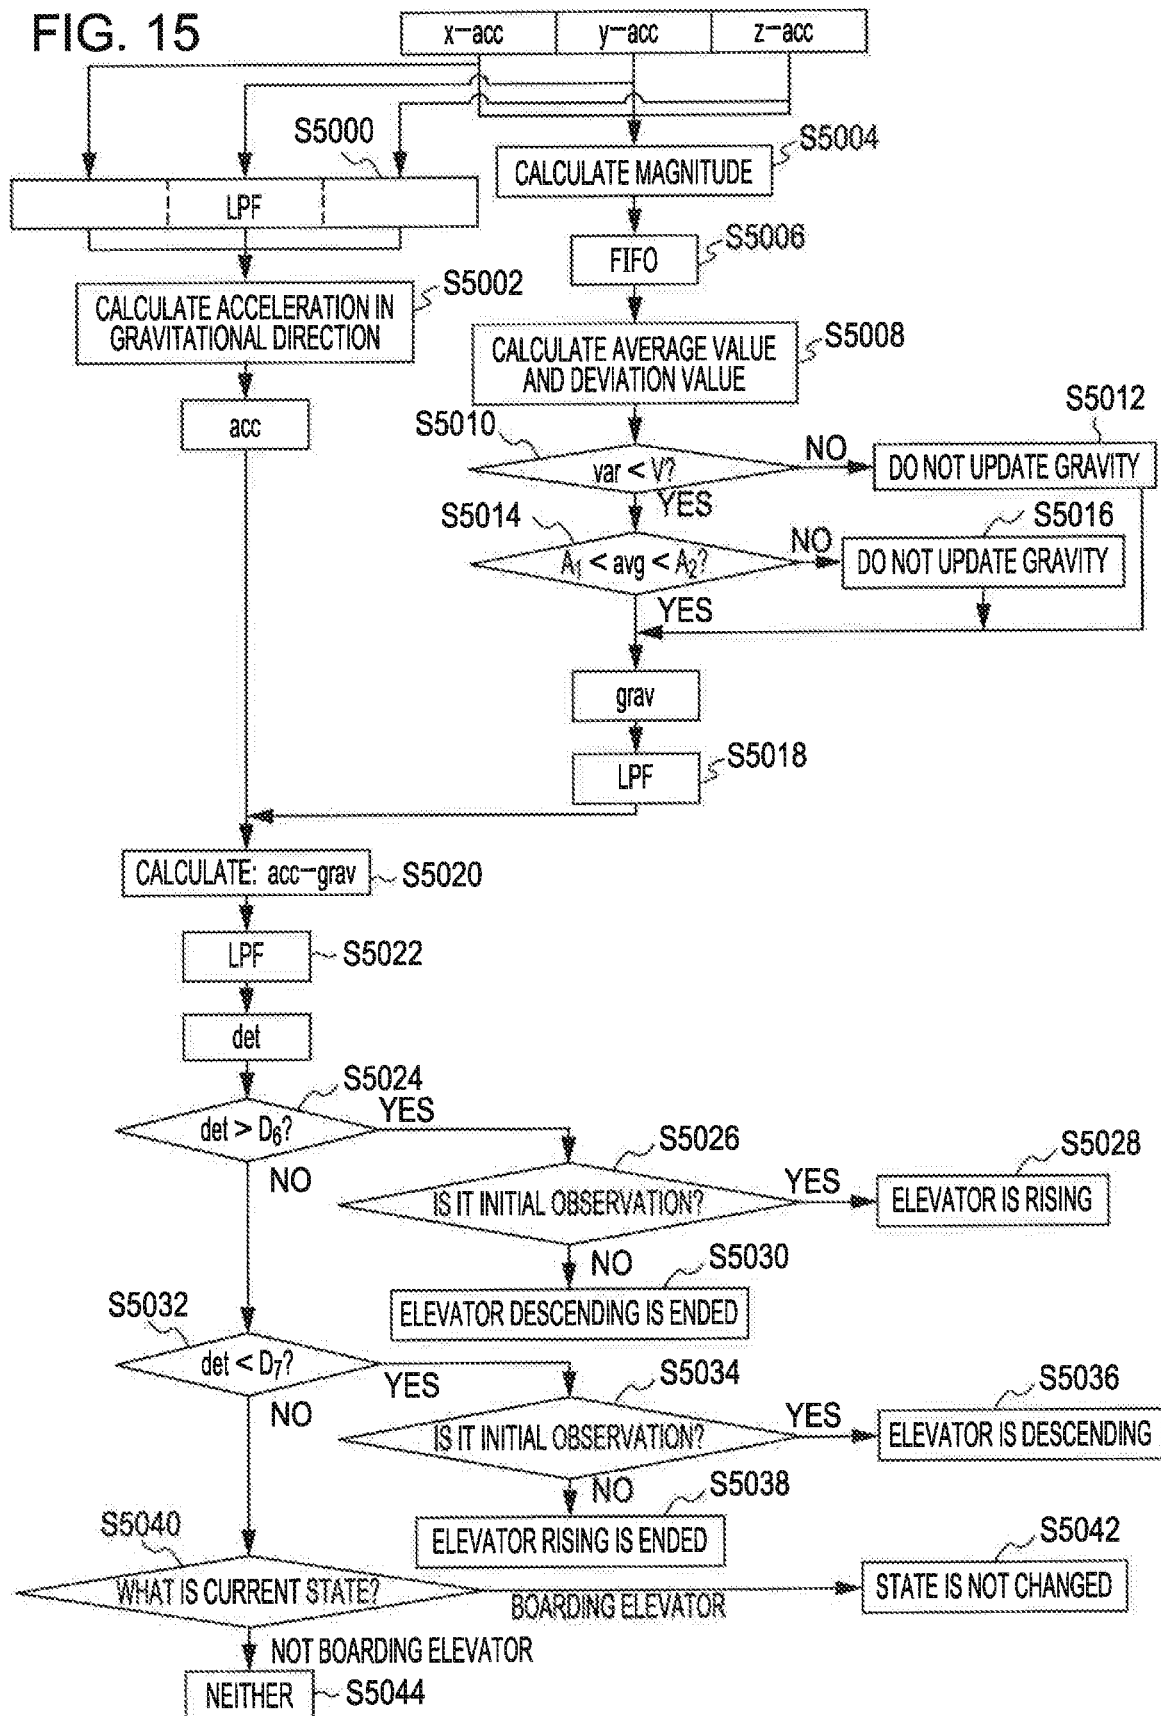 FIG. 15
x-acc y-acc z-acc
S5000
S5004
CALCULATE MAGNITUDE
LPF
S5006
FIFO
S5002
CALCULATE ACCELERATION IN
GRAVITATIONAL DIRECTION
S5008
CALCULATE AVERAGE VALUE
AND DEVIATION VALUE
acc
S5010
var < V?
NO
S5012
DO NOT UPDATE GRAVITY
YES
S5014
A1 < avg < A2?
NO
S5016
DO NOT UPDATE GRAVITY
YES
grav
S5018
LPF
CALCULATE: acc-grav
S5020
LPF
S5022
det
S5024
det > D6?
YES
NO
S5026
IS IT INITIAL OBSERVATION?
YES
S5028
ELEVATOR IS RISING
NO
S5030
ELEVATOR DESCENDING IS ENDED
S5032
det < D7?
YES
NO
S5034
IS IT INITIAL OBSERVATION?
YES
S5036
ELEVATOR IS DESCENDING
NO
S5038
ELEVATOR RISING IS ENDED
S5040
WHAT IS CURRENT STATE?
BOARDING ELEVATOR
S5042
STATE IS NOT CHANGED
NOT BOARDING ELEVATOR
NEITHER
S5044